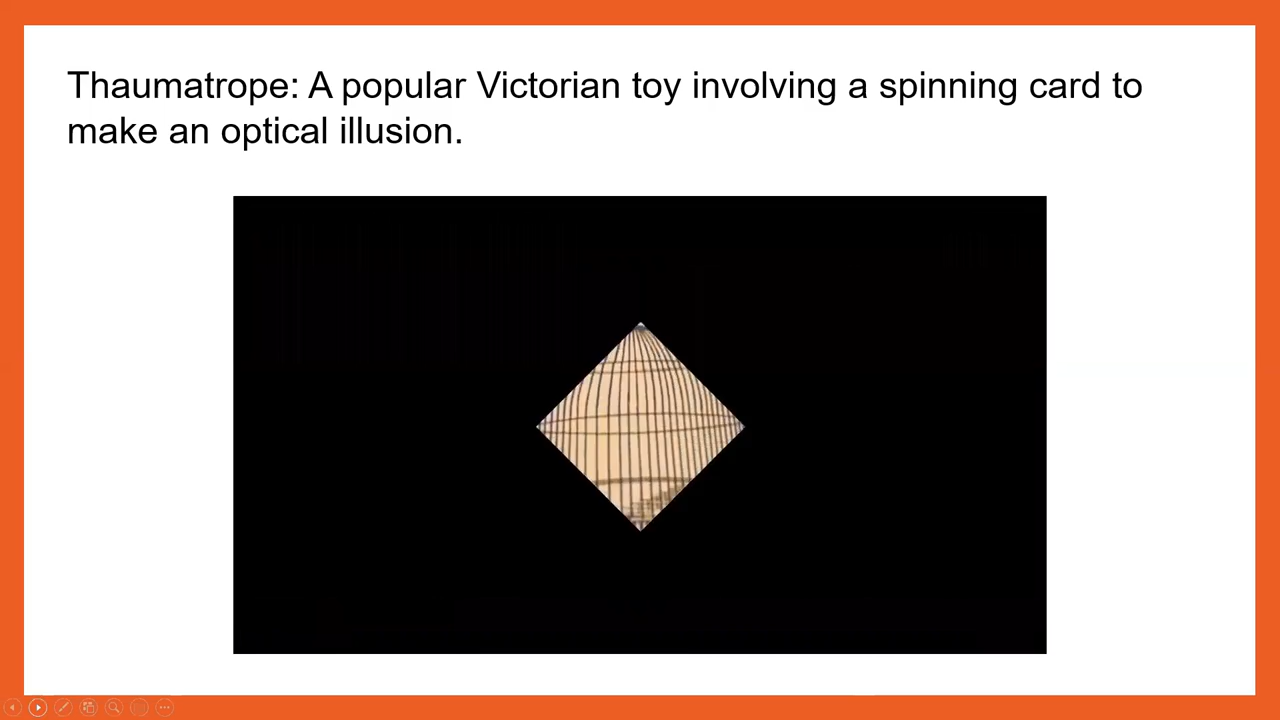 Thaumatrope: A popular Victorian toy involving a spinning card to
make an optical illusion.